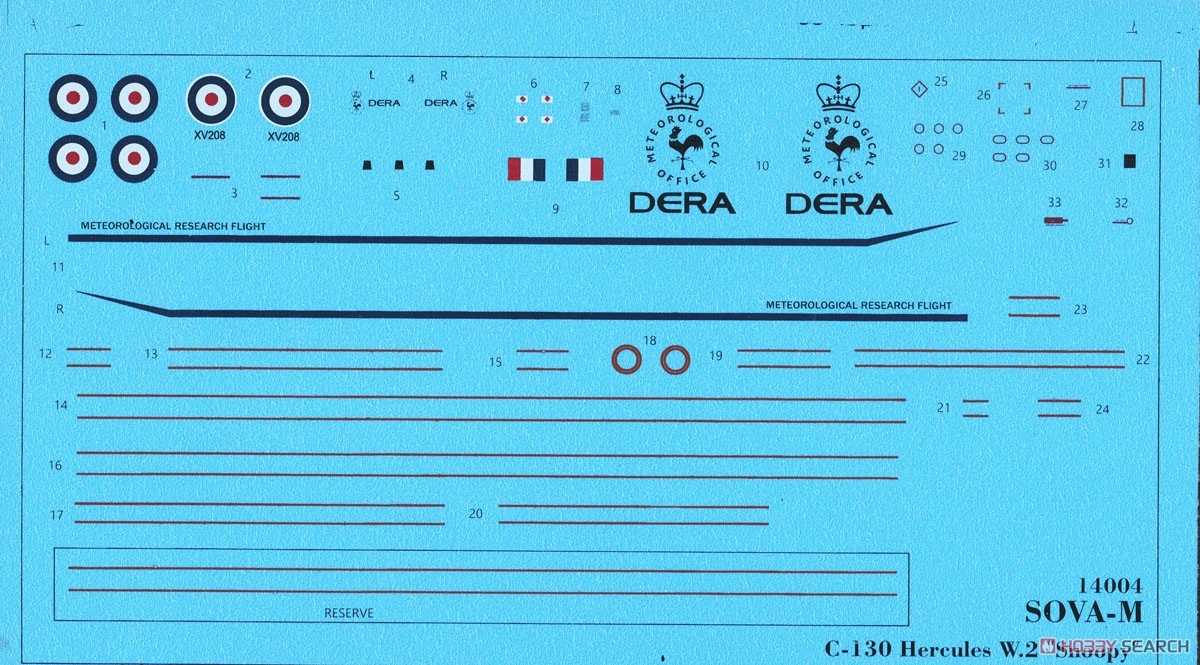 1
2
XV208
XV208
3
L 4 R
DERA DERA
5
6
7
8
9
METEOROLOGICAL
OFFICE
DERA
10
METEOROLOGICAL
OFFICE
DERA
25
26
27
28
29
30
31
33
32
METEOROLOGICAL RESEARCH FLIGHT
L
11
R
METEOROLOGICAL RESEARCH FLIGHT
23
12
13
15
18
19
22
14
21
24
16
17
20
RESERVE
14004
SOVA-M
C-130 Hercules W.2 "Snoopy"
HOBBY SEARCH